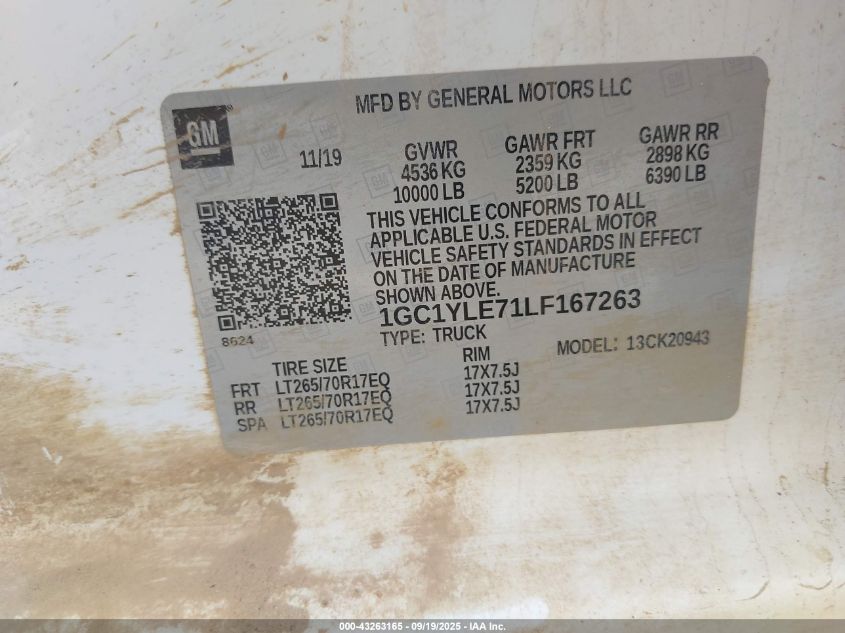 MFD BY GENERAL MOTORS LLC
GM
11/19
GVWR
4536 KG
10000 LB
GAWR FRT
2359 KG
5200 LB
GAWR RR
2898 KG
6390 LB
THIS VEHICLE CONFORMS TO ALL
APPLICABLE U.S. FEDERAL MOTOR
VEHICLE SAFETY STANDARDS IN EFFECT
ON THE DATE OF MANUFACTURE
SHOWN ABOVE.
1GC1YLE71LF167263
TYPE: TRUCK
MODEL: 13CK20943
8624
TIRE SIZE RIM
FRT LT265/70R17EQ 17X7.5J
RR LT265/70R17EQ 17X7.5J
SPA LT265/70R17EQ 17X7.5J
000-43263165 - 09/19/2025 - IAA Inc.